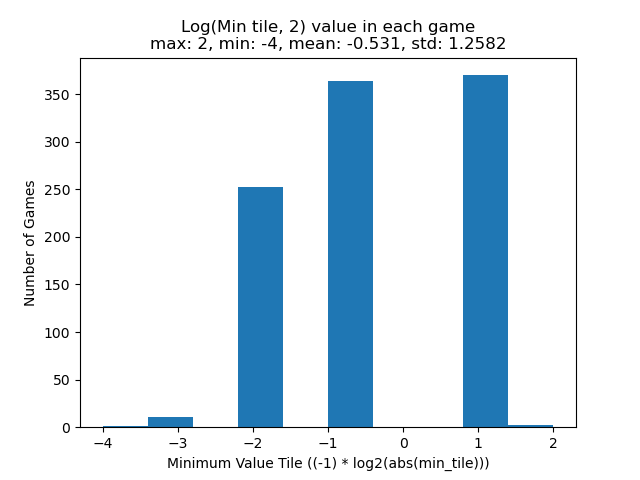 Log(Min tile, 2) value in each game
max: 2, min: -4, mean: -0.531, std: 1.2582
350
300
250
200
150
100
50
0
Number of Games
−4 −3 −2 −1 0 1 2
Minimum Value Tile ((-1) * log2(abs(min_tile)))